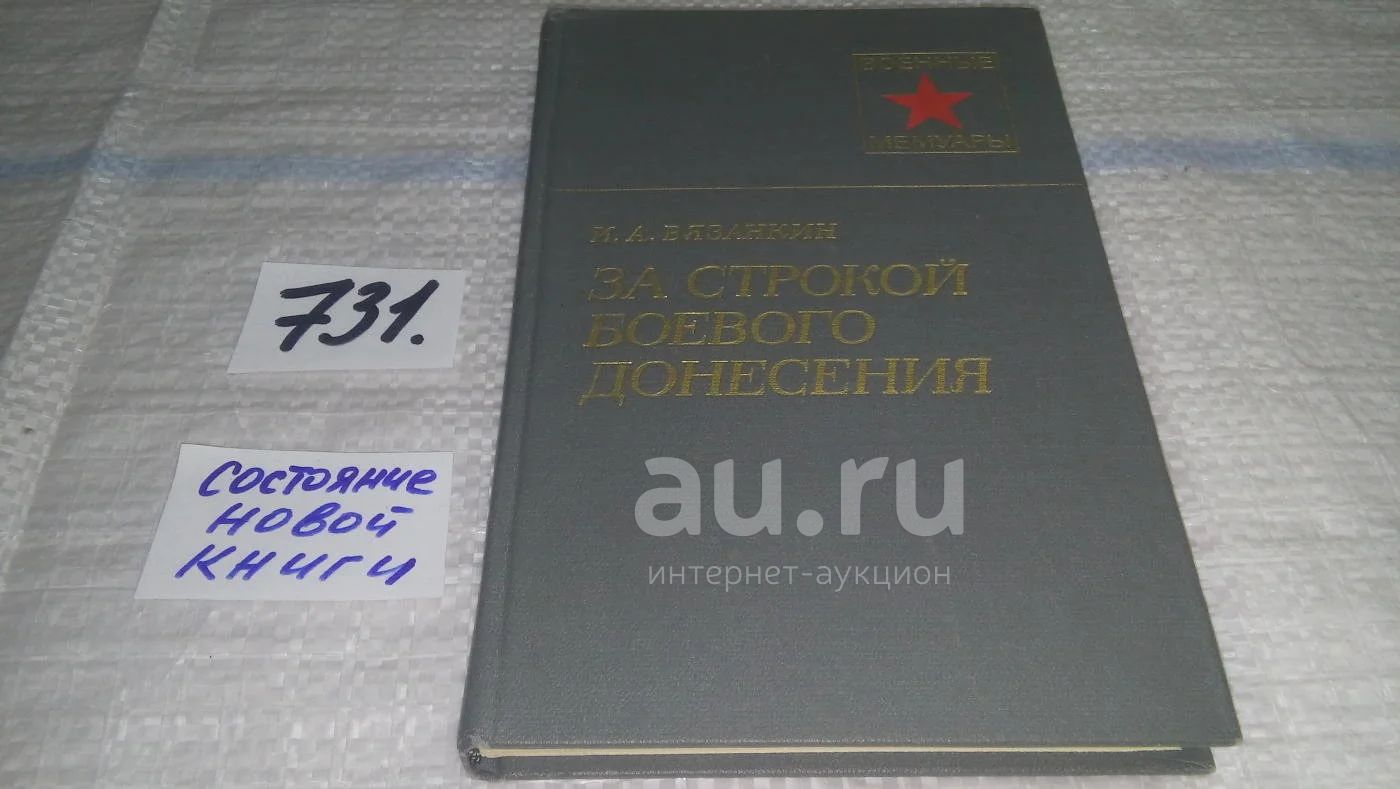 ВОЕННЫЕ
МЕМУАРЫ
И. А. ВЯЗАНКИН
ЗА СТРОКОЙ
БОЕВОГО
ДОНЕСЕНИЯ
731.
состояние
новой
книги
au.ru
интернет-аукцион